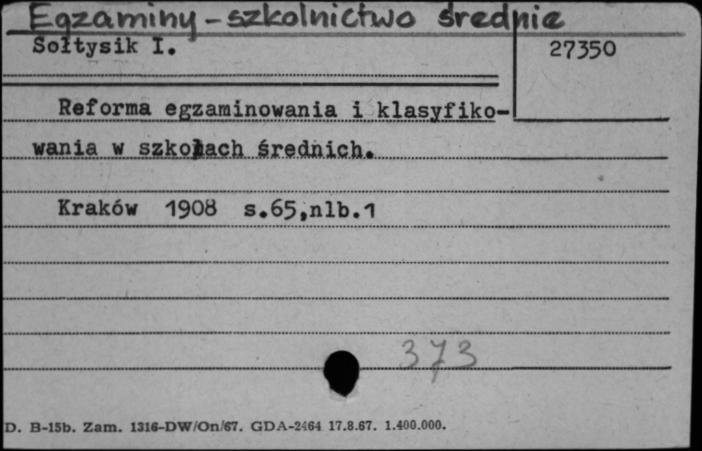 Egzaminy - szkolnictwo średnie
Sołtysik I.
27350
Reforma egzaminowania i klasyfiko-
wania w szkołach średnich.
Kraków 1908 s.65,nlb.1
373
D. B-15b. Zam. 1316-DW/On/67. GDA-2464 17.8.67. 1.400.000.